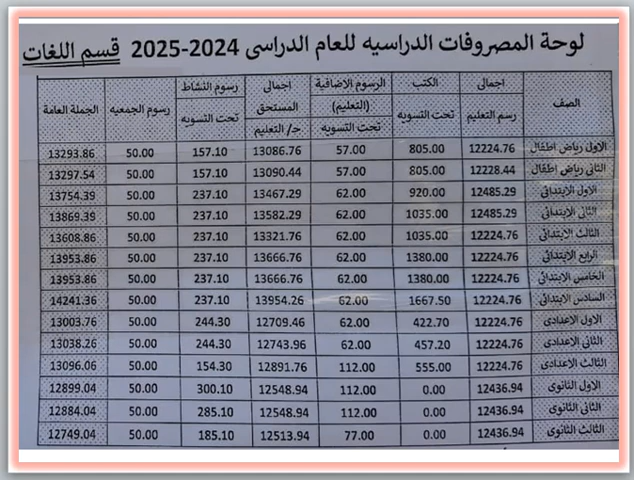 لوحة المصروفات الدراسيه للعام الدراسى 2024-2025 قسم اللغات
الصف | اجمالى رسم التعليم | الكتب تحت التسويه | الرسوم الاضافية (التعليم) تحت التسويه | اجمالى المستحق حـ/ التعليم | رسوم النشاط تحت التسويه | رسوم الجمعيه | الجملة العامة
الاول رياض اطفال | 12224.76 | 805.00 | 57.00 | 13086.76 | 157.10 | 50.00 | 13293.86
الثانى رياض اطفال | 12228.44 | 805.00 | 57.00 | 13090.44 | 157.10 | 50.00 | 13297.54
الاول الابتدائى | 12485.29 | 920.00 | 62.00 | 13467.29 | 237.10 | 50.00 | 13754.39
الثانى الابتدائى | 12485.29 | 1035.00 | 62.00 | 13582.29 | 237.10 | 50.00 | 13869.39
الثالث الابتدائى | 12224.76 | 1035.00 | 62.00 | 13321.76 | 237.10 | 50.00 | 13608.86
الرابع الابتدائى | 12224.76 | 1380.00 | 62.00 | 13666.76 | 237.10 | 50.00 | 13953.86
الخامس الابتدائى | 12224.76 | 1380.00 | 62.00 | 13666.76 | 237.10 | 50.00 | 13953.86
السادس الابتدائى | 12224.76 | 1667.50 | 62.00 | 13954.26 | 237.10 | 50.00 | 14241.36
الاول الاعدادى | 12224.76 | 422.70 | 62.00 | 12709.46 | 244.30 | 50.00 | 13003.76
الثانى الاعدادى | 12224.76 | 457.20 | 62.00 | 12743.96 | 244.30 | 50.00 | 13038.26
الثالث الاعدادى | 12224.76 | 555.00 | 112.00 | 12891.76 | 154.30 | 50.00 | 13096.06
الاول الثانوى | 12436.94 | 0.00 | 112.00 | 12548.94 | 300.10 | 50.00 | 12899.04
الثانى الثانوى | 12436.94 | 0.00 | 112.00 | 12548.94 | 285.10 | 50.00 | 12884.04
الثالث الثانوى | 12436.94 | 0.00 | 77.00 | 12513.94 | 185.10 | 50.00 | 12749.04